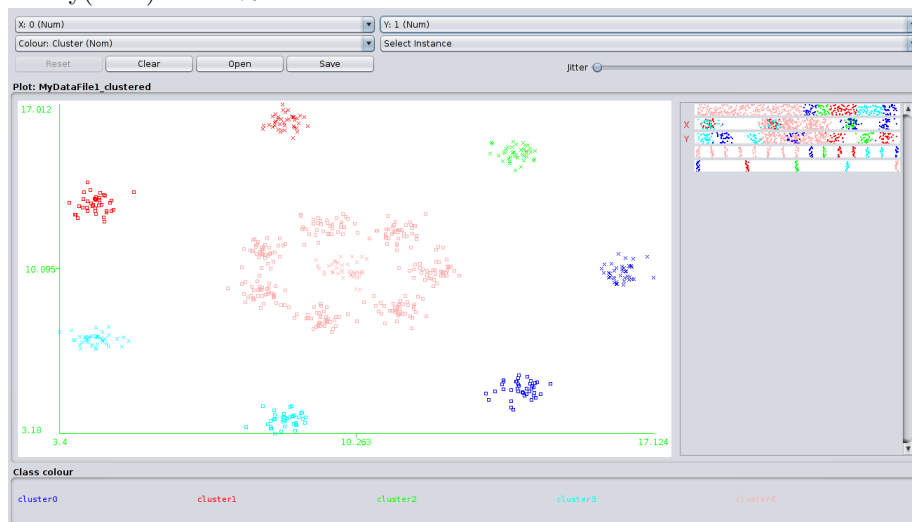 X: 0 (Num) Y: 1 (Num)
Colour: Cluster (Nom) Select Instance
Reset Clear Open Save Jitter
Plot: MyDataFile1_clustered
17.012
X
Y
10.095
3.18
3.4 10.263 17.124
Class colour
cluster0 cluster1 cluster2 cluster3 cluster4